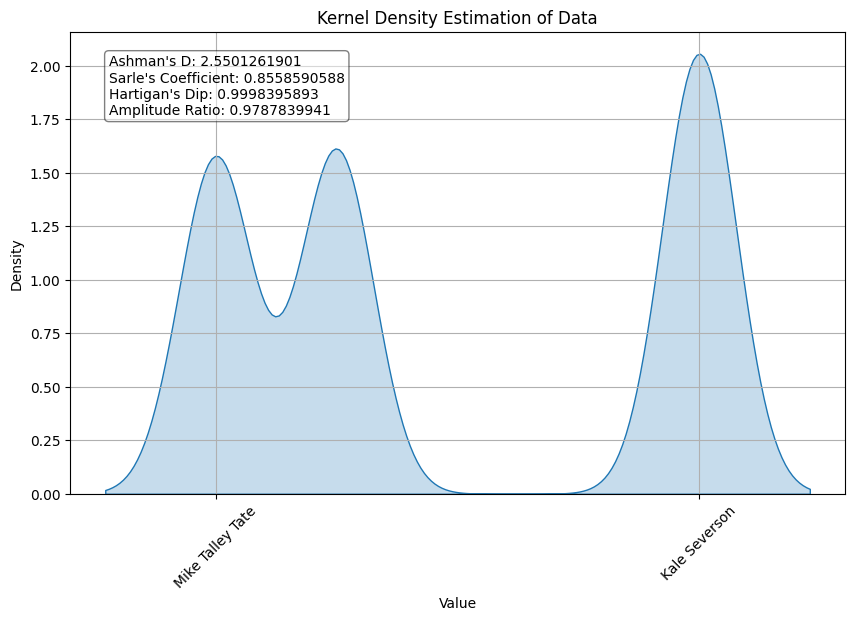 Kernel Density Estimation of Data
Ashman's D: 2.5501261901
Sarle's Coefficient: 0.8558590588
Hartigan's Dip: 0.9998395893
Amplitude Ratio: 0.9787839941
Density
2.00
1.75
1.50
1.25
1.00
0.75
0.50
0.25
0.00
Mike Talley Tate
Kale Severson
Value